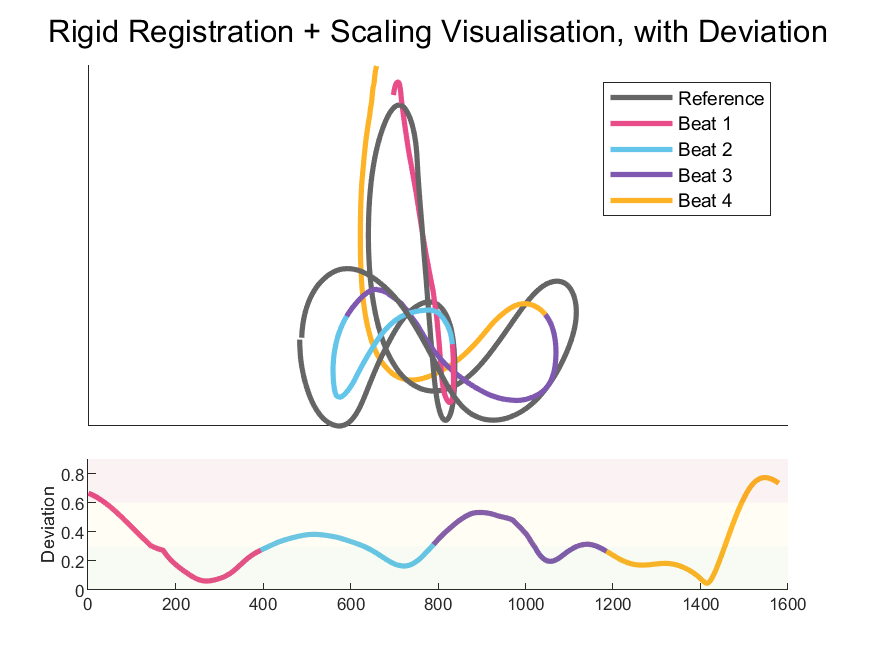 Rigid Registration + Scaling Visualisation, with Deviation
Reference
Beat 1
Beat 2
Beat 3
Beat 4
Deviation
0.8
0.6
0.4
0.2
0
0 200 400 600 800 1000 1200 1400 1600